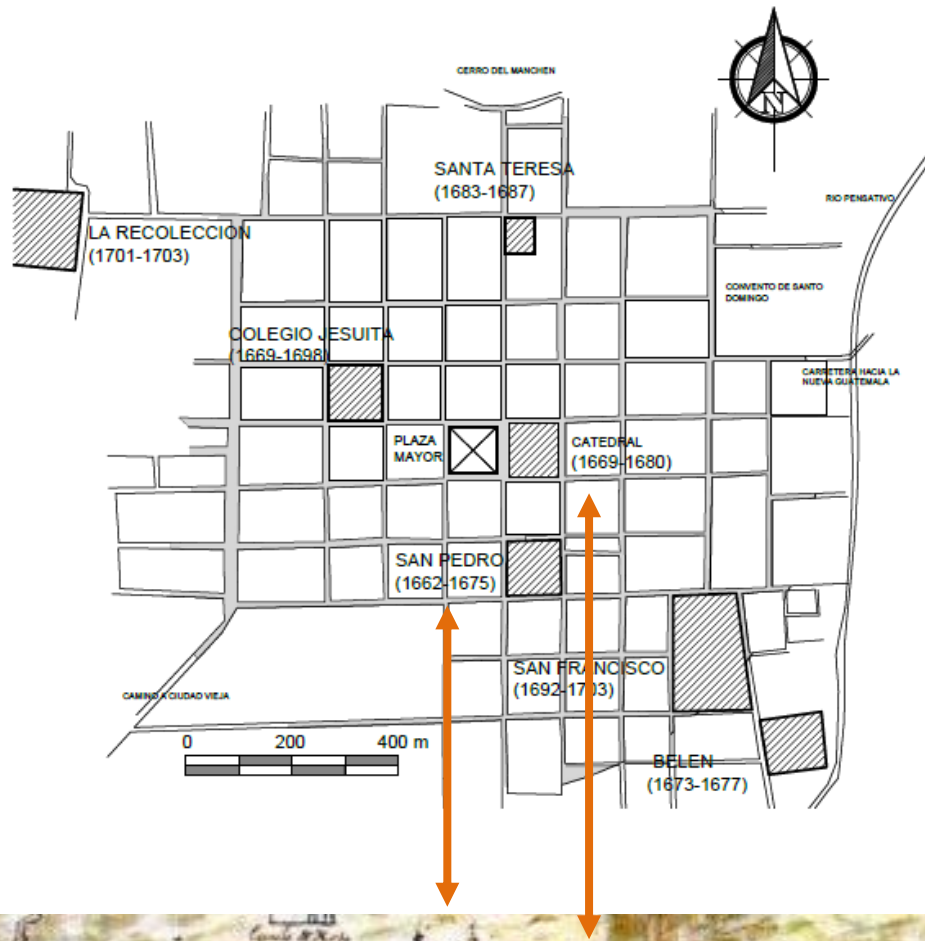 CERRO DEL MANCHEN
N
SANTA TERESA
(1683-1687)
RIO PENSATIVO
LA RECOLECCION
(1701-1703)
CONVENTO DE SANTO
DOMINGO
COLEGIO JESUITA
(1669-1698)
CARRETERA HACIA LA
NUEVA GUATEMALA
PLAZA
MAYOR
CATEDRAL
(1669-1680)
SAN PEDRO
(1662-1675)
SAN FRANCISCO
(1692-1703)
CAMINO A CIUDAD VIEJA
0 200 400 m
BELEN
(1673-1677)